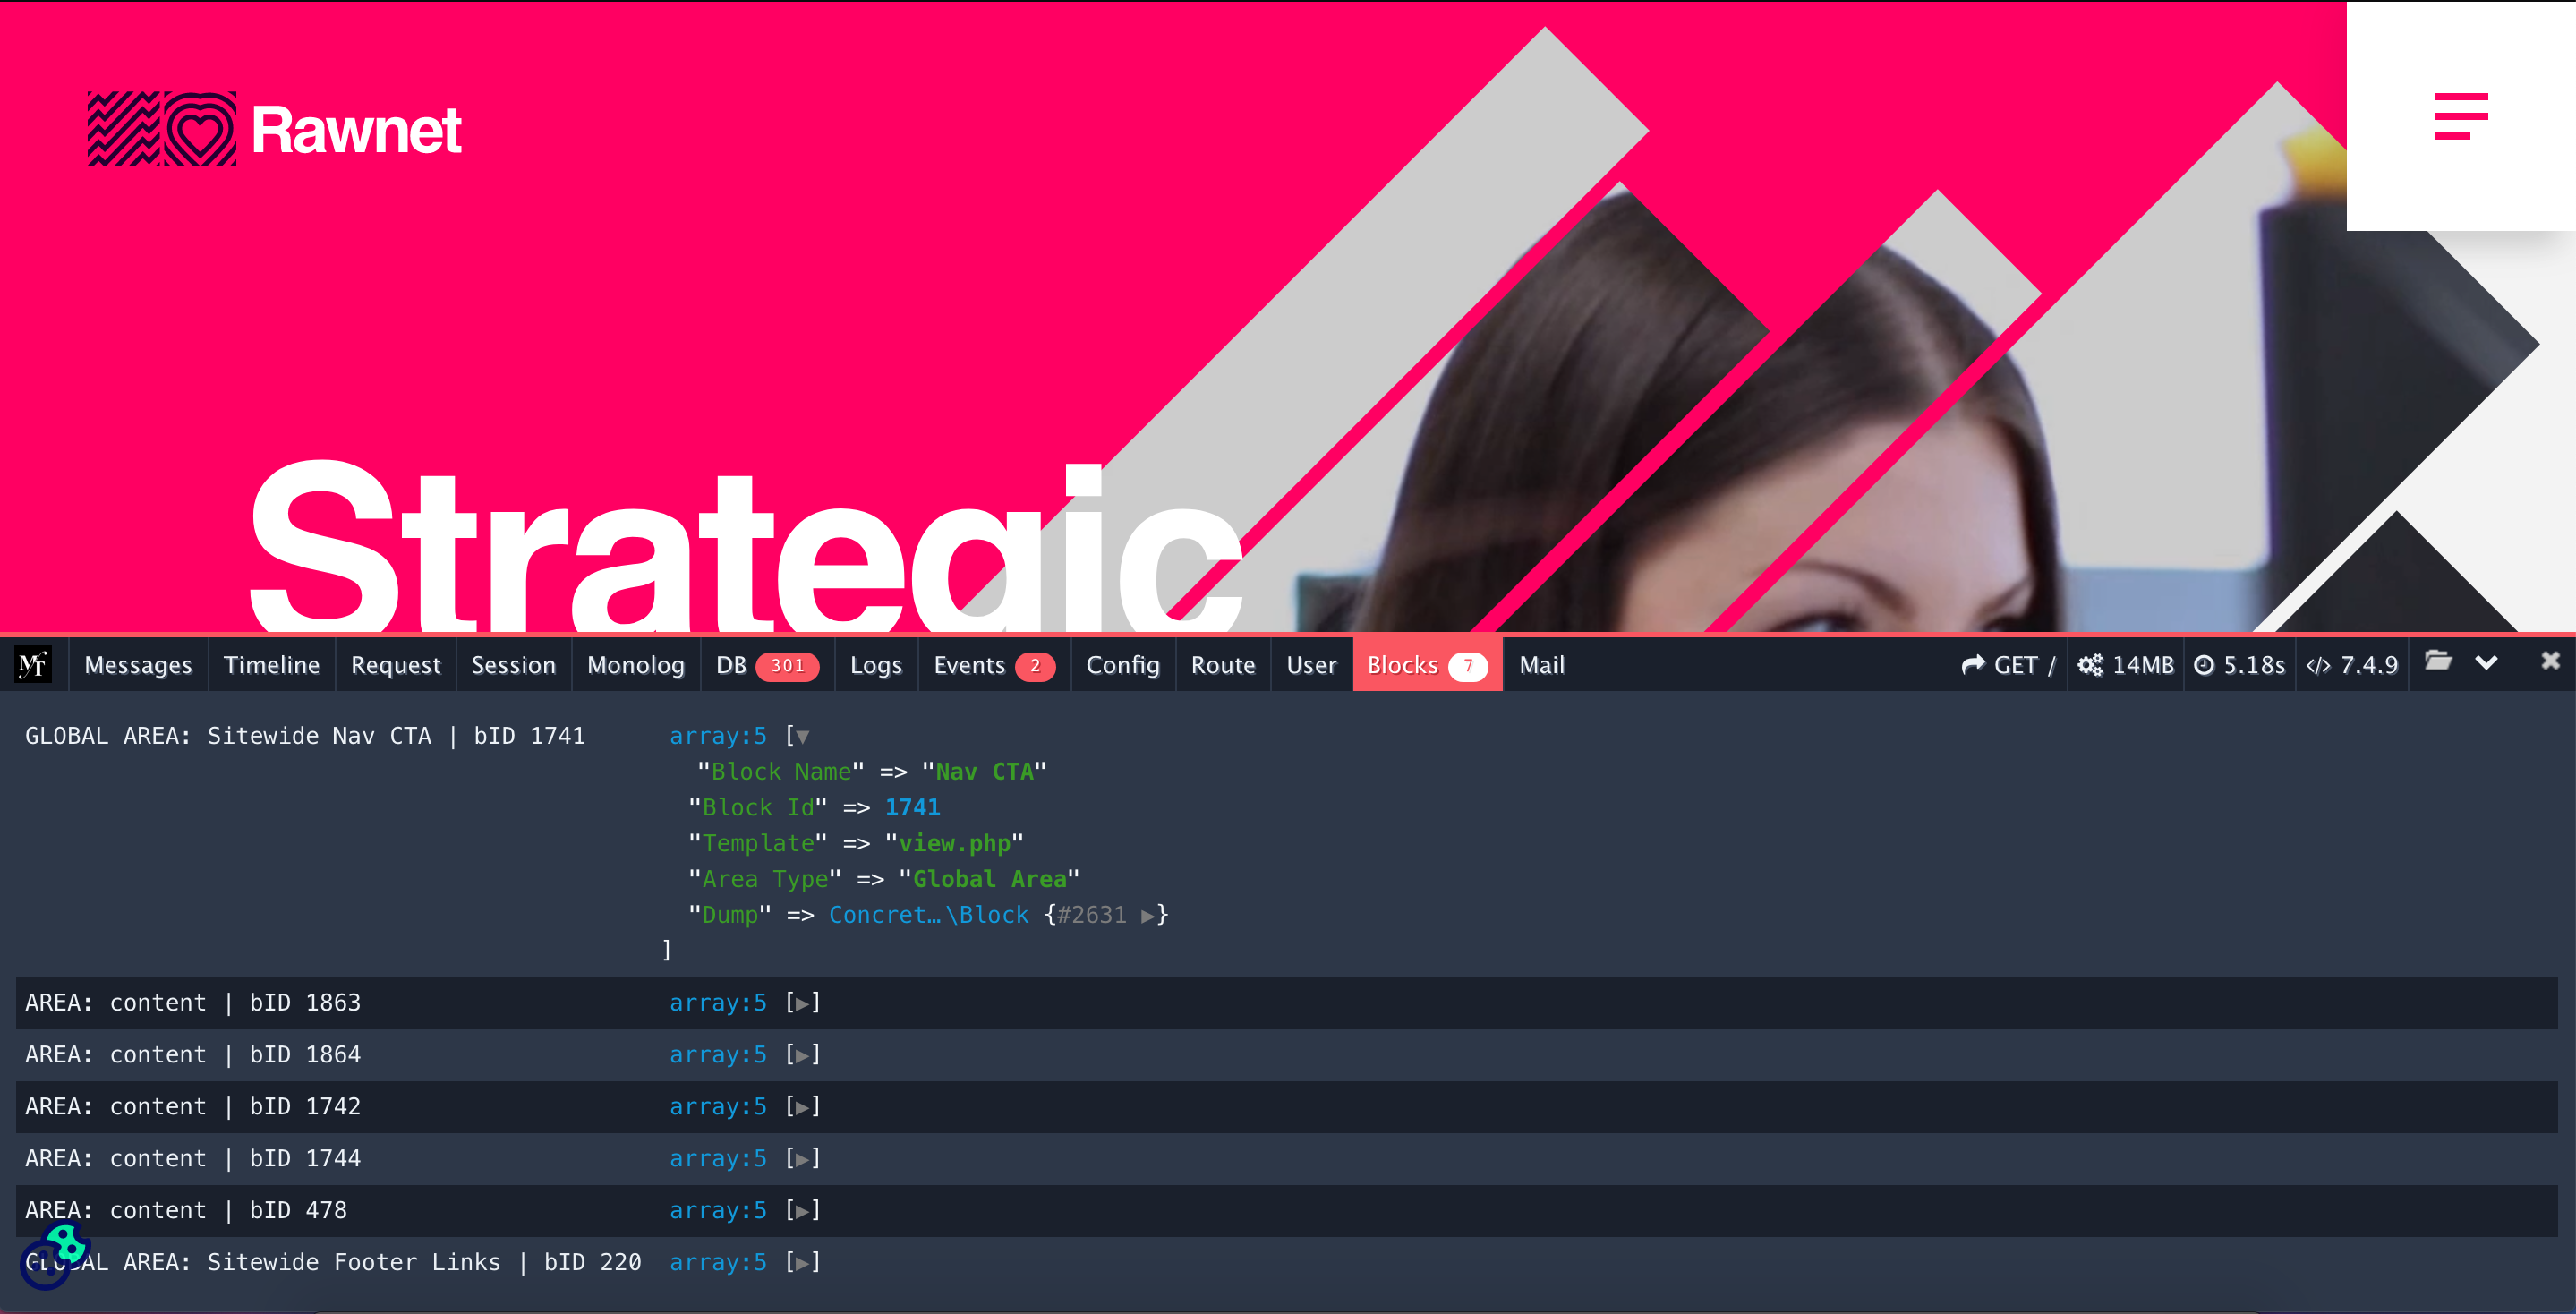 Rawnet
Strategic
MT Messages Timeline Request Session Monolog DB 301 Logs Events 2 Config Route User Blocks 7 Mail GET / 14MB 5.18s </> 7.4.9
GLOBAL AREA: Sitewide Nav CTA | bID 1741 array:5 [▼
"Block Name" => "Nav CTA"
"Block Id" => 1741
"Template" => "view.php"
"Area Type" => "Global Area"
"Dump" => Concret…\Block {#2631 ▶}
]
AREA: content | bID 1863 array:5 [▶]
AREA: content | bID 1864 array:5 [▶]
AREA: content | bID 1742 array:5 [▶]
AREA: content | bID 1744 array:5 [▶]
AREA: content | bID 478 array:5 [▶]
GLOBAL AREA: Sitewide Footer Links | bID 220 array:5 [▶]